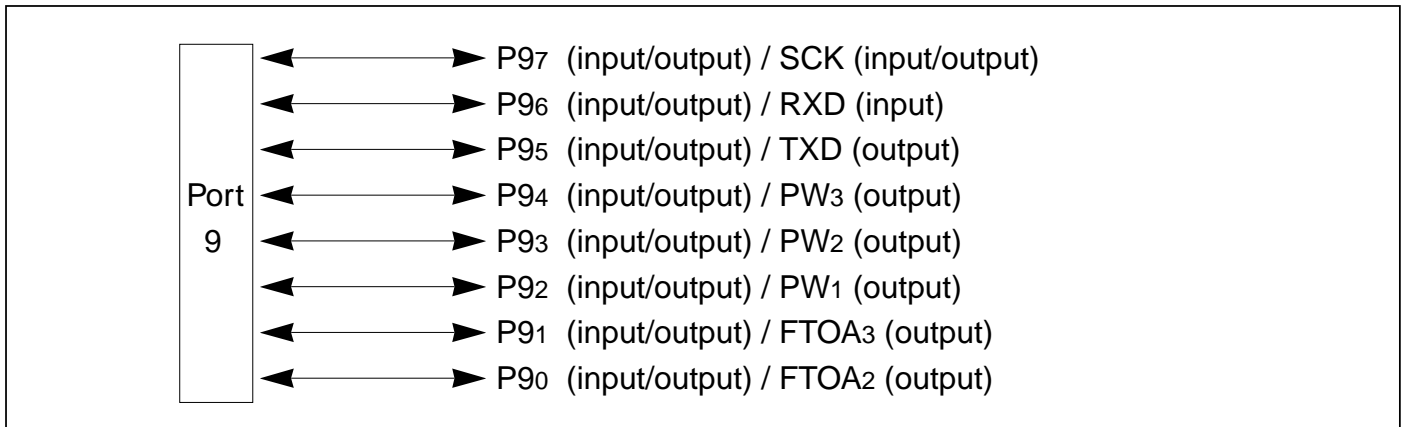 P97 (input/output) / SCK (input/output)
P96 (input/output) / RXD (input)
P95 (input/output) / TXD (output)
Port P94 (input/output) / PW3 (output)
9 P93 (input/output) / PW2 (output)
P92 (input/output) / PW1 (output)
P91 (input/output) / FTOA3 (output)
P90 (input/output) / FTOA2 (output)